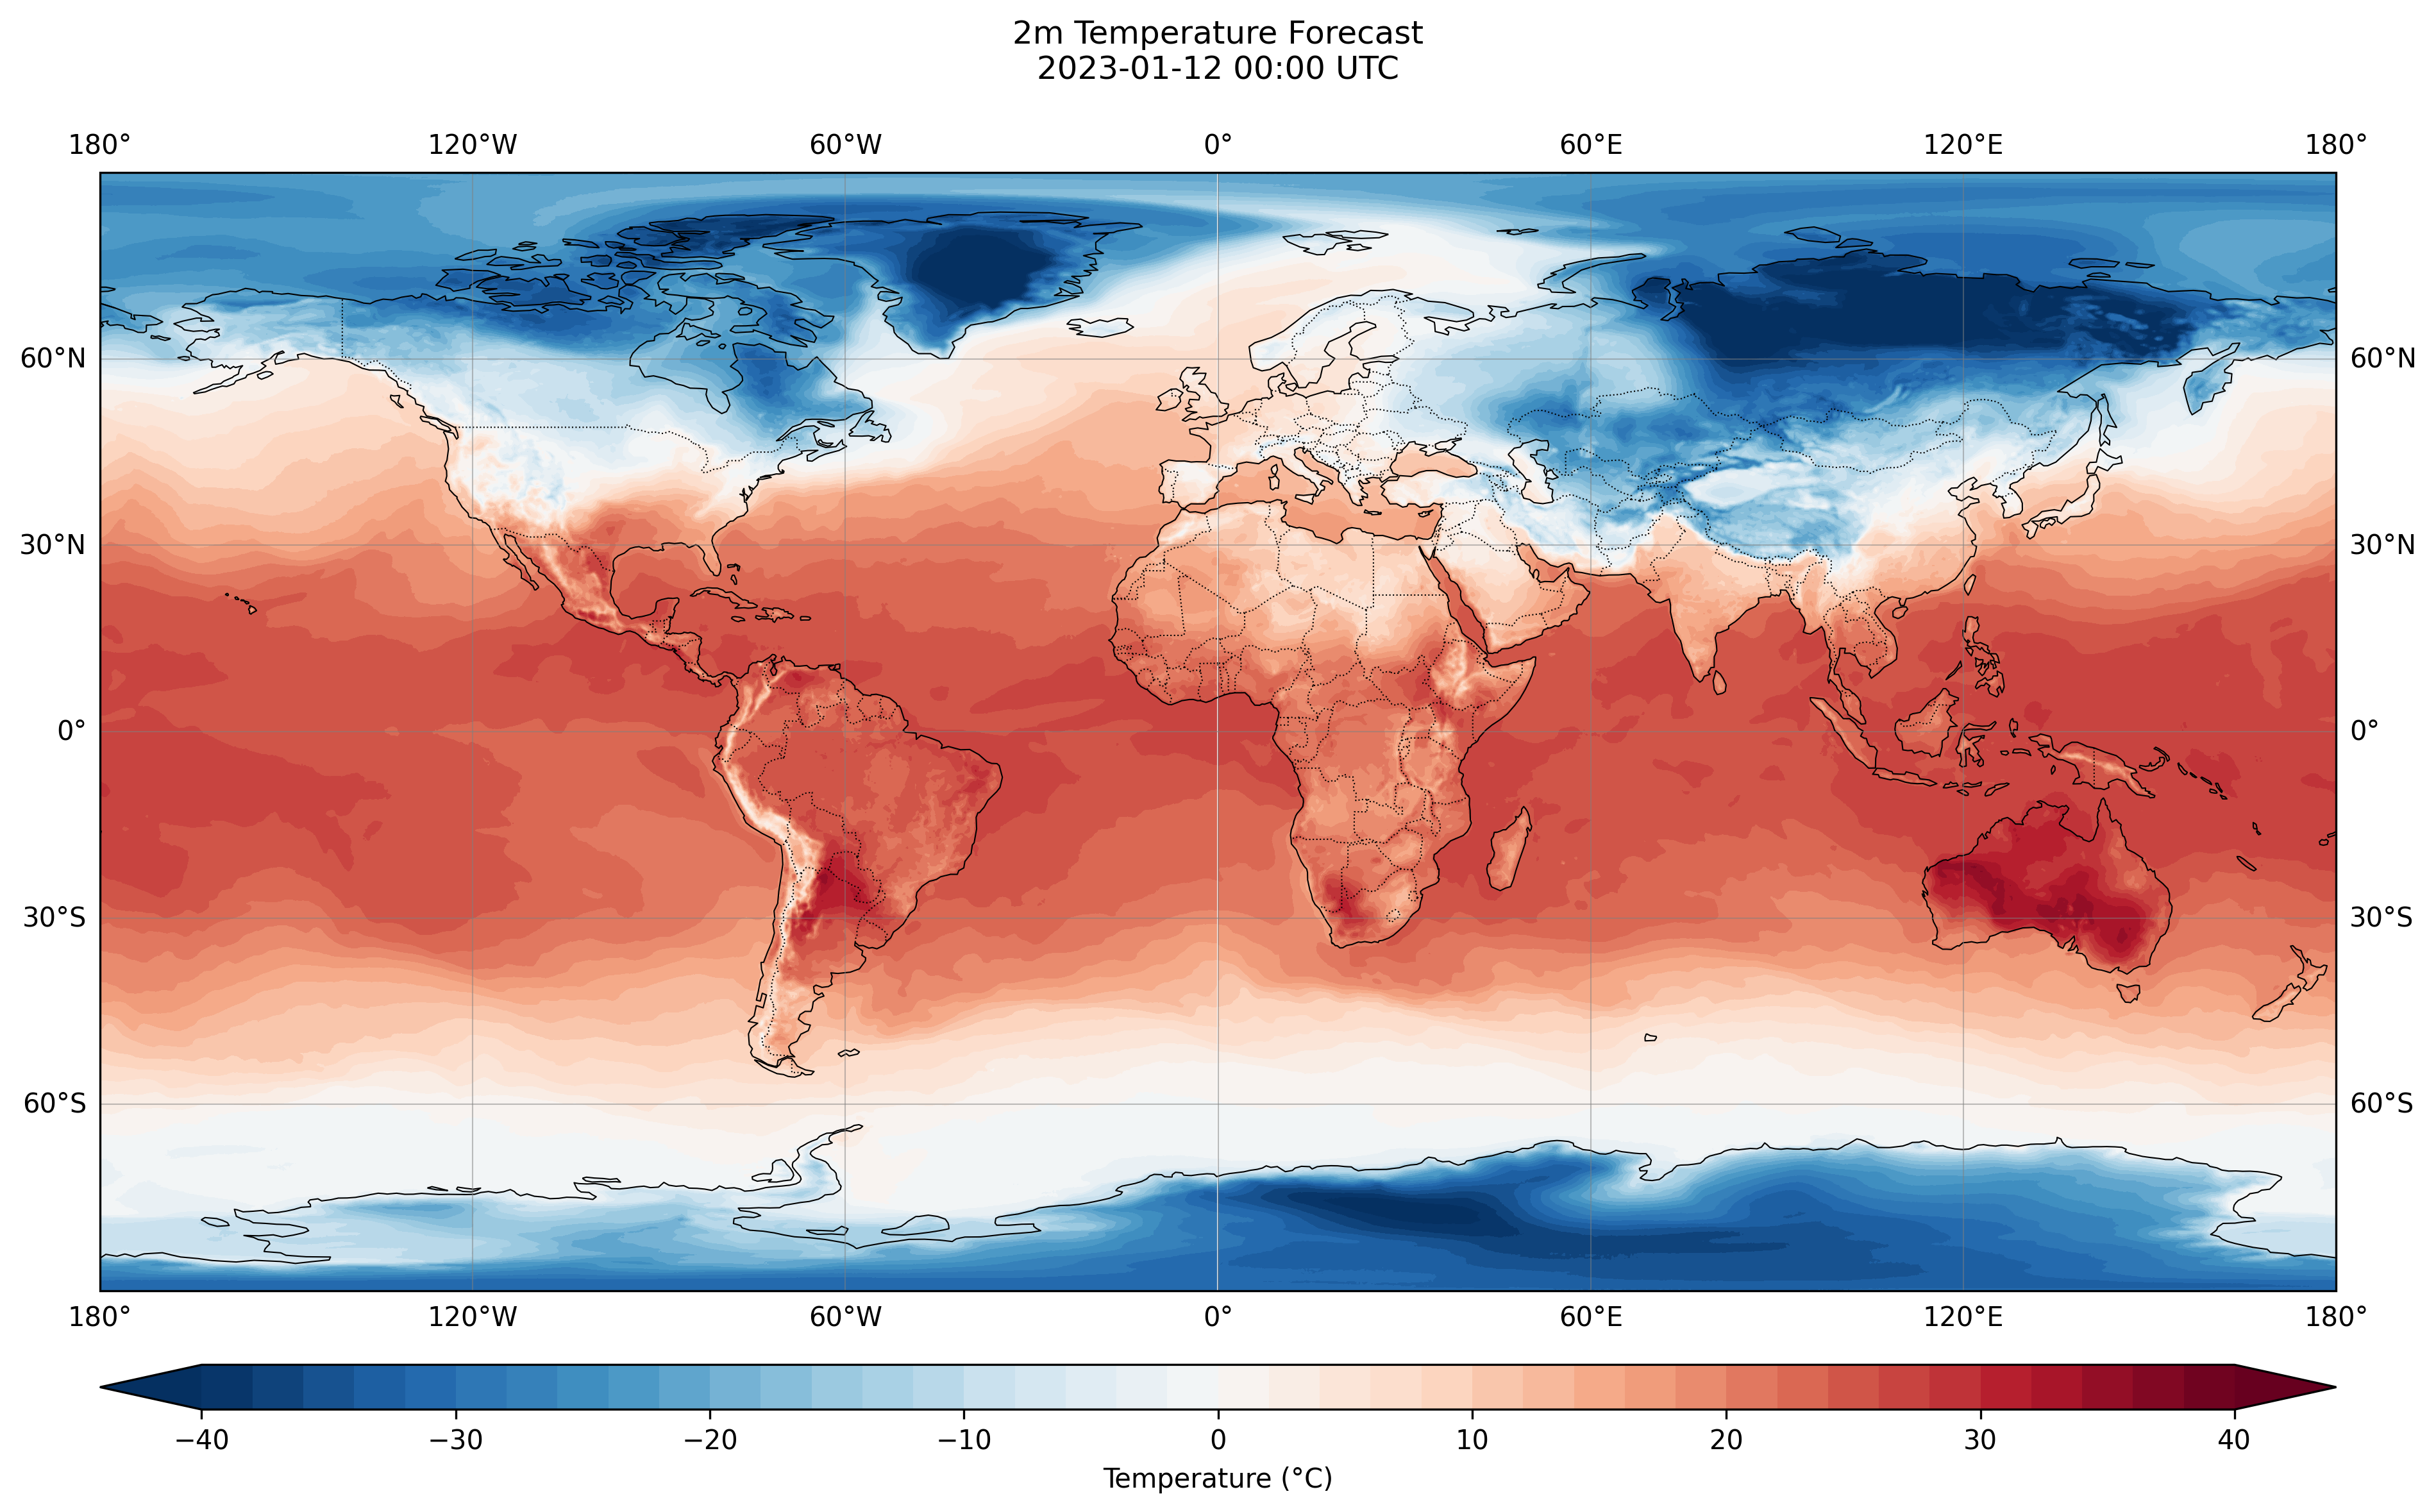 2m Temperature Forecast
2023-01-12 00:00 UTC
180° 120°W 60°W 0° 60°E 120°E 180°
60°N 60°N
30°N 30°N
0° 0°
30°S 30°S
60°S 60°S
180° 120°W 60°W 0° 60°E 120°E 180°
−40 −30 −20 −10 0 10 20 30 40
Temperature (°C)